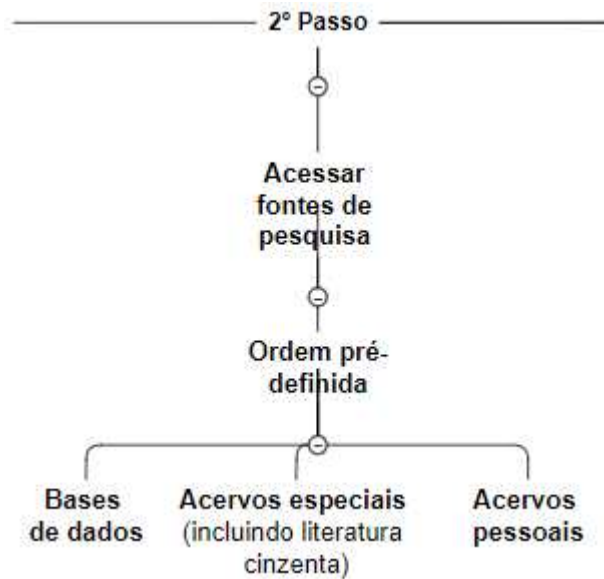 2º Passo
Acessar
fontes de
pesquisa
Ordem pré-
definida
Bases
de dados
Acervos especiais
(incluindo literatura
cinzenta)
Acervos
pessoais